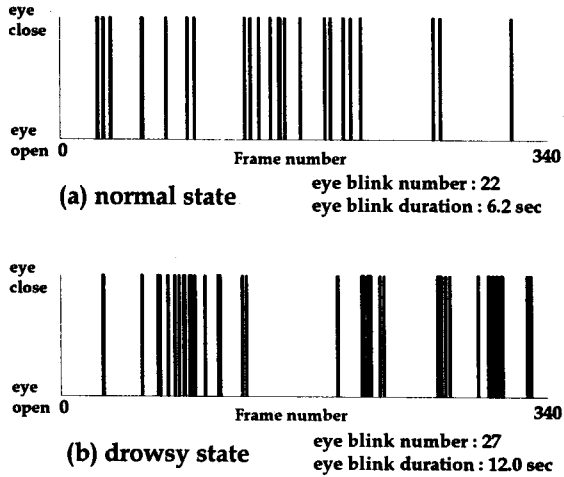 eye
close
eye
open
0
Frame number
340
(a) normal state
eye blink number : 22
eye blink duration : 6.2 sec
eye
close
eye
open
0
Frame number
340
(b) drowsy state
eye blink number : 27
eye blink duration : 12.0 sec